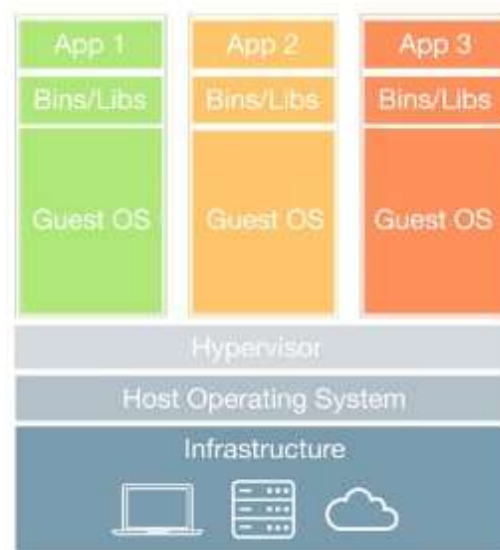 App 1
App 2
App 3
Bins/Libs
Bins/Libs
Bins/Libs
Guest OS
Guest OS
Guest OS
Hypervisor
Host Operating System
Infrastructure